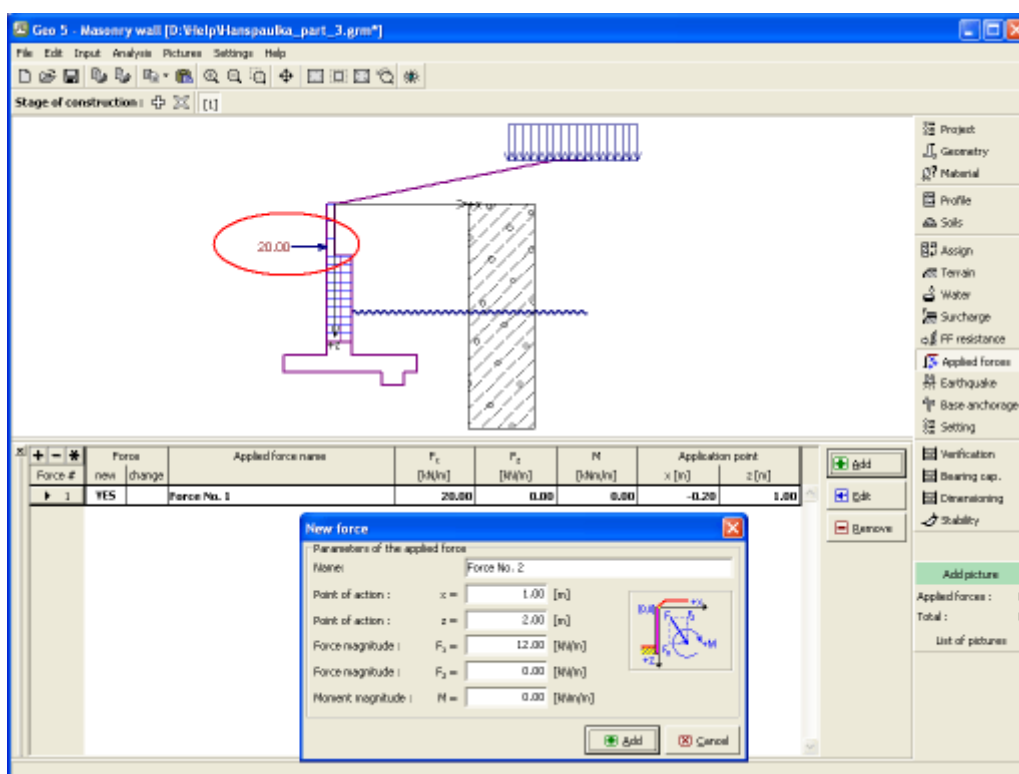 Geo 5 - Masonry wall [D:\Help\Hanspaulka_part_3.grm*]
File Edit Input Analysis Pictures Settings Help
Stage of construction : [1]
20.00
+x
+z
Project
Geometry
Material
Profile
Soils
Assign
Terrain
Water
Surcharge
FF resistance
Applied forces
Earthquake
Base anchorage
Setting
Verification
Bearing cap.
Dimensioning
Stability
Add picture
Applied forces :
Total :
List of pictures
Force Applied force name Fx Fz M Application point
Force # new change [kN/m] [kN/m] [kNm/m] x [m] z [m]
1 YES Force No. 1 20.00 0.00 0.00 -0.20 1.00
Add
Edit
Remove
New force
Parameters of the applied force
Name: Force No. 2
Point of action : x = 1.00 [m]
Point of action : z = 2.00 [m]
Force magnitude : Fx = 12.00 [kN/m]
Force magnitude : Fz = 0.00 [kN/m]
Moment magnitude : M = 0.00 [kNm/m]
[0,0] +x
+M
+z
Add Cancel